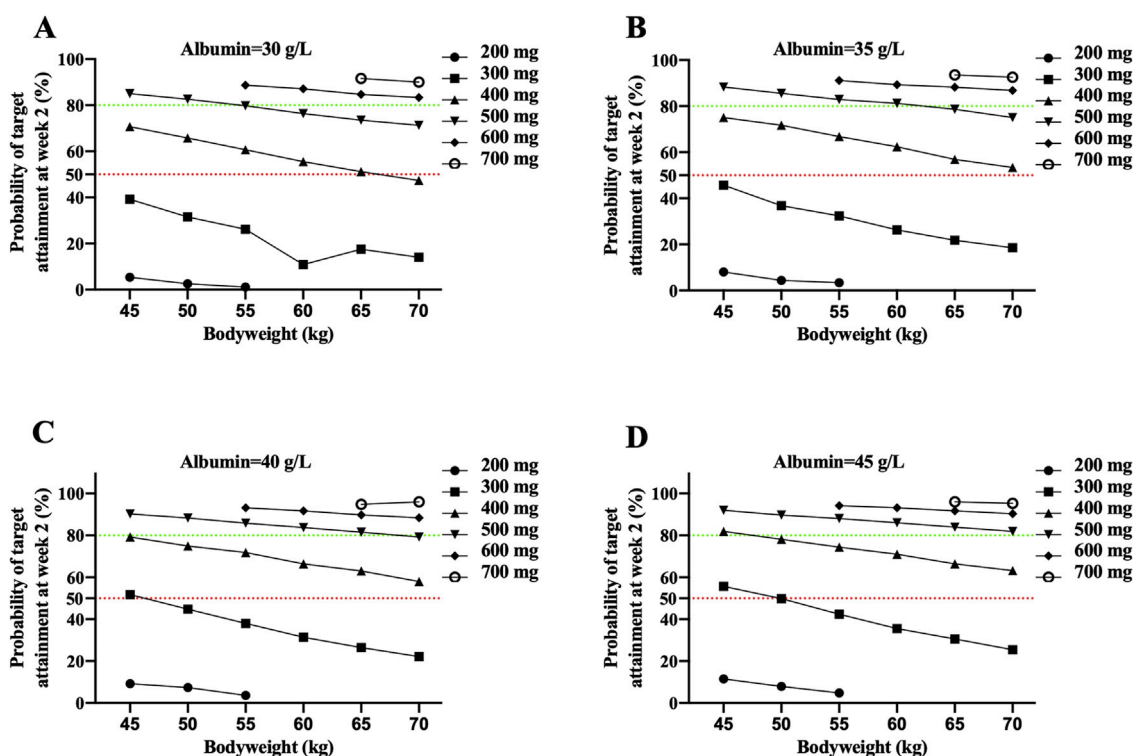 A
Albumin=30 g/L
Probability of target
attainment at week 2 (%)
100
80
60
50
40
20
0
45 50 55 60 65 70
Bodyweight (kg)
200 mg
300 mg
400 mg
500 mg
600 mg
700 mg
B
Albumin=35 g/L
Probability of target
attainment at week 2 (%)
100
80
60
50
40
20
0
45 50 55 60 65 70
Bodyweight (kg)
200 mg
300 mg
400 mg
500 mg
600 mg
700 mg
C
Albumin=40 g/L
Probability of target
attainment at week 2 (%)
100
80
60
50
40
20
0
45 50 55 60 65 70
Bodyweight (kg)
200 mg
300 mg
400 mg
500 mg
600 mg
700 mg
D
Albumin=45 g/L
Probability of target
attainment at week 2 (%)
100
80
60
50
40
20
0
45 50 55 60 65 70
Bodyweight (kg)
200 mg
300 mg
400 mg
500 mg
600 mg
700 mg